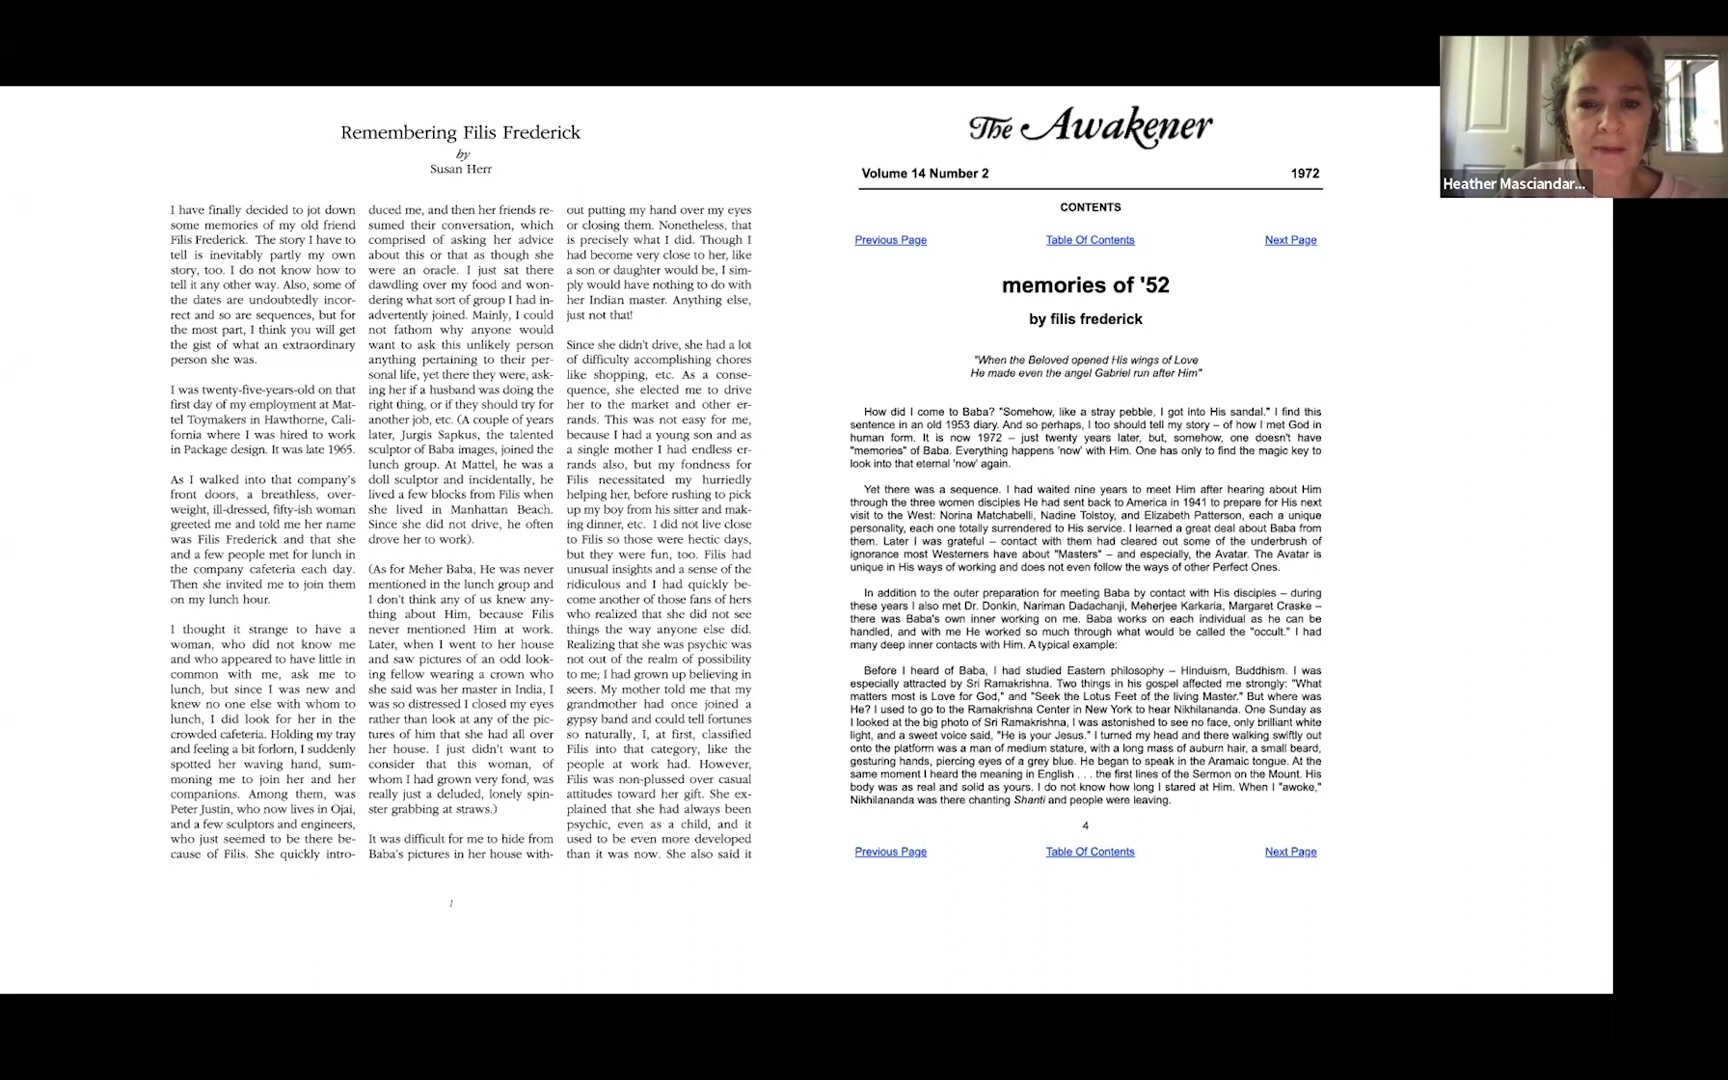 Remembering Filis Frederick
by
Susan Herr
I have finally decided to jot down
some memories of my old friend
Filis Frederick. The story I have to
tell is inevitably partly my own
story, too. I do not know how to
tell it any other way. Also, some of
the dates are undoubtedly incor-
rect and so are sequences, but for
the most part, I think you will get
the gist of what an extraordinary
person she was.
I was twenty-five-years-old on that
first day of my employment at Mat-
tel Toymakers in Hawthorne, Cali-
fornia where I was hired to work
in Package design. It was late 1965.
As I walked into that company's
front doors, a breathless, over-
weight, ill-dressed, fifty-ish woman
greeted me and told me her name
was Filis Frederick and that she
and a few people met for lunch in
the company cafeteria each day.
Then she invited me to join them
on my lunch hour.
I thought it strange to have a
woman, who did not know me
and who appeared to have little in
common with me, ask me to
lunch, but since I was new and
knew no one else with whom to
lunch, I did look for her in the
crowded cafeteria. Holding my tray
and feeling a bit forlorn, I suddenly
spotted her waving hand, sum-
moning me to join her and her
companions. Among them, was
Peter Justin, who now lives in Ojai,
and a few sculptors and engineers,
who just seemed to be there be-
cause of Filis. She quickly intro-
duced me, and then her friends re-
sumed their conversation, which
comprised of asking her advice
about this or that as though she
were an oracle. I just sat there
dawdling over my food and won-
dering what sort of group I had in-
advertently joined. Mainly, I could
not fathom why anyone would
want to ask this unlikely person
anything pertaining to their per-
sonal life, yet there they were, ask-
ing her if a husband was doing the
right thing, or if they should try for
another job, etc. (A couple of years
later, Jurgis Sapkus, the talented
sculptor of Baba images, joined the
lunch group. At Mattel, he was a
doll sculptor and incidentally, he
lived a few blocks from Filis when
she lived in Manhattan Beach.
Since she did not drive, he often
drove her to work).
(As for Meher Baba, He was never
mentioned in the lunch group and
I don't think any of us knew any-
thing about Him, because Filis
never mentioned Him at work.
Later, when I went to her house
and saw pictures of an odd look-
ing fellow wearing a crown who
she said was her master in India, I
was so distressed I closed my eyes
rather than look at any of the pic-
tures of him that she had all over
her house. I just didn't want to
consider that this woman, of
whom I had grown very fond, was
really just a deluded, lonely spin-
ster grabbing at straws.)
It was difficult for me to hide from
Baba's pictures in her house with-
out putting my hand over my eyes
or closing them. Nonetheless, that
is precisely what I did. Though I
had become very close to her, like
a son or daughter would be, I sim-
ply would have nothing to do with
her Indian master. Anything else,
just not that!
Since she didn't drive, she had a lot
of difficulty accomplishing chores
like shopping, etc. As a conse-
quence, she elected me to drive
her to the market and other er-
rands. This was not easy for me,
because I had a young son and as
a single mother I had endless er-
rands also, but my fondness for
Filis necessitated my hurriedly
helping her, before rushing to pick
up my boy from his sitter and mak-
ing dinner, etc. I did not live close
to Filis so those were hectic days,
but they were fun, too. Filis had
unusual insights and a sense of the
ridiculous and I had quickly be-
come another of those fans of hers
who realized that she did not see
things the way anyone else did.
Realizing that she was psychic was
not out of the realm of possibility
to me; I had grown up believing in
seers. My mother told me that my
grandmother had once joined a
gypsy band and could tell fortunes
so naturally, I, at first, classified
Filis into that category, like the
people at work had. However,
Filis was non-plussed over casual
attitudes toward her gift. She ex-
plained that she had always been
psychic, even as a child, and it
used to be even more developed
than it was now. She also said it
1
The Awakener
Volume 14 Number 2 1972
CONTENTS
Previous Page Table Of Contents Next Page
memories of '52
by filis frederick
"When the Beloved opened His wings of Love
He made even the angel Gabriel run after Him"
How did I come to Baba? "Somehow, like a stray pebble, I got into His sandal." I find this
sentence in an old 1953 diary. And so perhaps, I too should tell my story – of how I met God in
human form. It is now 1972 – just twenty years later, but, somehow, one doesn't have
"memories" of Baba. Everything happens 'now' with Him. One has only to find the magic key to
look into that eternal 'now' again.
Yet there was a sequence. I had waited nine years to meet Him after hearing about Him
through the three women disciples He had sent back to America in 1941 to prepare for His next
visit to the West: Norina Matchabelli, Nadine Tolstoy, and Elizabeth Patterson, each a unique
personality, each one totally surrendered to His service. I learned a great deal about Baba from
them. Later I was grateful – contact with them had cleared out some of the underbrush of
ignorance most Westerners have about "Masters" – and especially, the Avatar. The Avatar is
unique in His ways of working and does not even follow the ways of other Perfect Ones.
In addition to the outer preparation for meeting Baba by contact with His disciples – during
these years I also met Dr. Donkin, Nariman Dadachanji, Meherjee Karkaria, Margaret Craske –
there was Baba's own inner working on me. Baba works on each individual as he can be
handled, and with me He worked so much through what would be called the "occult." I had
many deep inner contacts with Him. A typical example:
Before I heard of Baba, I had studied Eastern philosophy – Hinduism, Buddhism. I was
especially attracted by Sri Ramakrishna. Two things in his gospel affected me strongly: "What
matters most is Love for God," and "Seek the Lotus Feet of the living Master." But where was
He? I used to go to the Ramakrishna Center in New York to hear Nikhilananda. One Sunday as
I looked at the big photo of Sri Ramakrishna, I was astonished to see no face, only brilliant white
light, and a sweet voice said, "He is your Jesus." I turned my head and there walking swiftly out
onto the platform was a man of medium stature, with a long mass of auburn hair, a small beard,
gesturing hands, piercing eyes of a grey blue. He began to speak in the Aramaic tongue. At the
same moment I heard the meaning in English . . . the first lines of the Sermon on the Mount. His
body was as real and solid as yours. I do not know how long I stared at Him. When I "awoke,"
Nikhilananda was there chanting Shanti and people were leaving.
4
Previous Page Table Of Contents Next Page
Heather Masciandar...